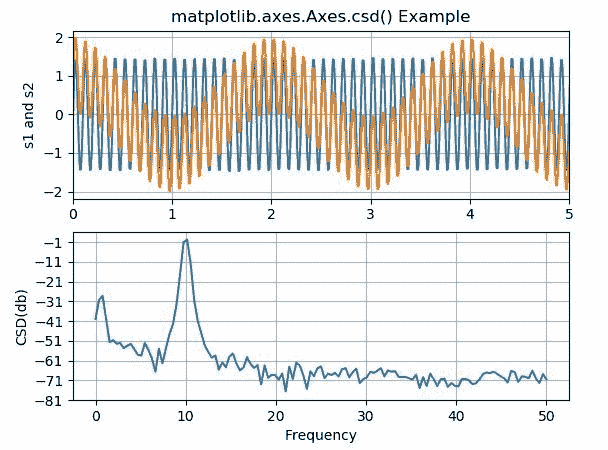 matplotlib.axes.Axes.csd() Example
2
1
0
−1
−2
s1 and s2
0 1 2 3 4 5
−1
−11
−21
−31
−41
−51
−61
−71
−81
CSD(db)
0 10 20 30 40 50
Frequency